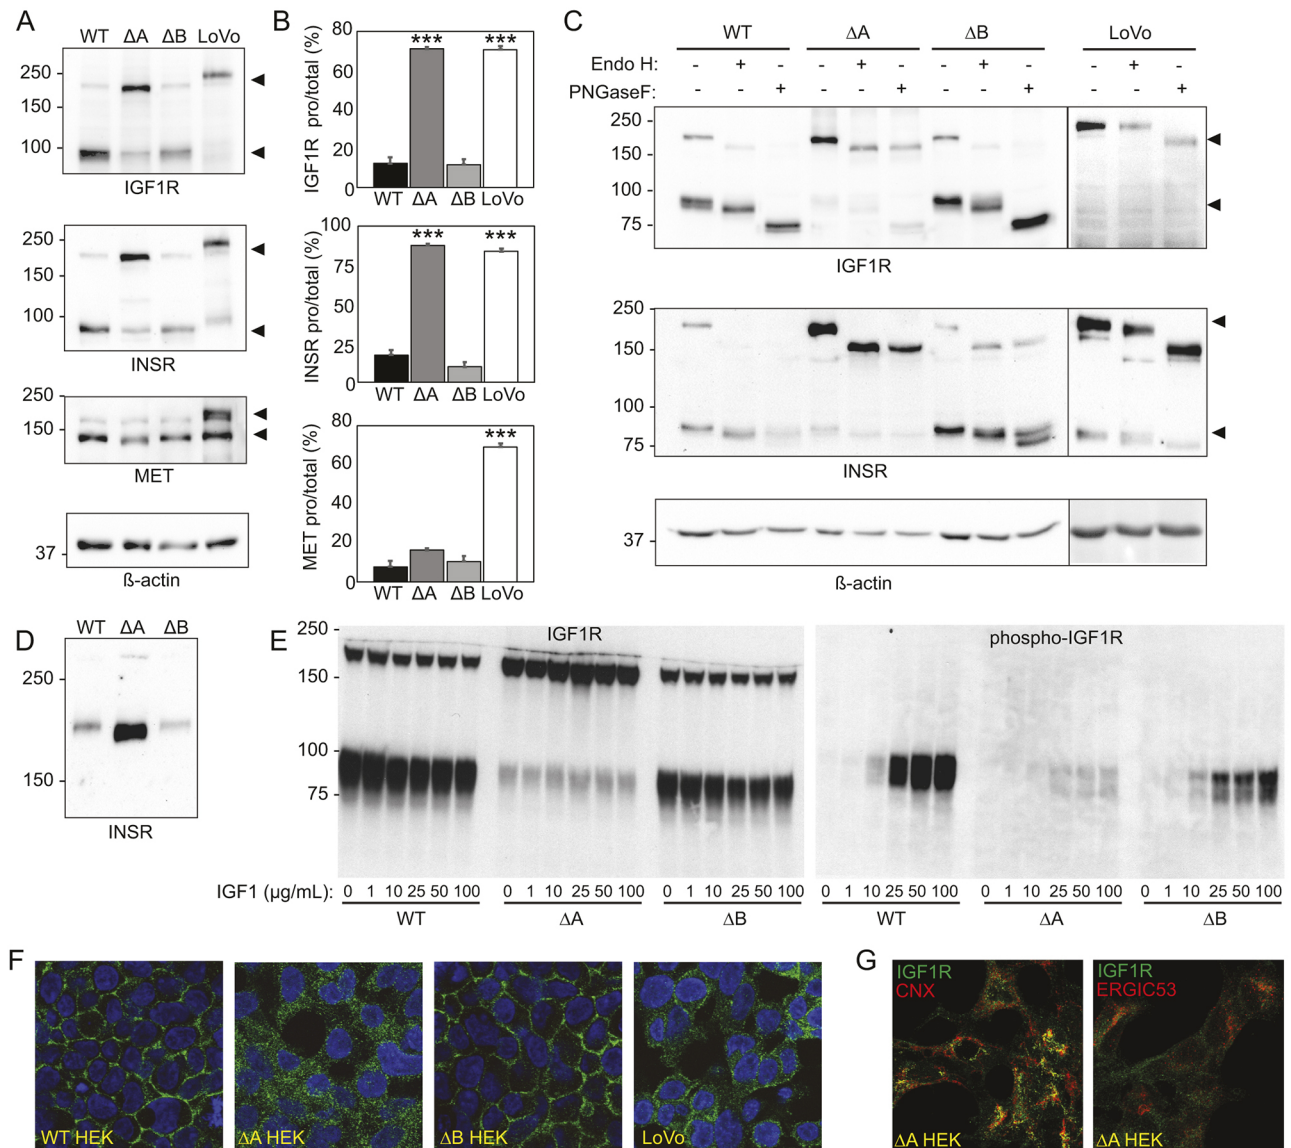 A
WT ΔA ΔB LoVo
250
150
100
IGF1R
250
150
100
INSR
250
150
MET
37
ß-actin
B
IGF1R pro/total (%)
80
60
40
20
0
*** ***
WT ΔA ΔB LoVo
INSR pro/total (%)
100
75
50
25
0
*** ***
WT ΔA ΔB LoVo
MET pro/total (%)
80
60
40
20
0
***
WT ΔA ΔB LoVo
C
WT ΔA ΔB LoVo
Endo H: - + - - + - - + - - + -
PNGaseF: - - + - - + - - + - - +
250
150
100
75
IGF1R
250
150
100
75
INSR
37
ß-actin
D
WT ΔA ΔB
250
150
INSR
E
250
150
100
75
IGF1R
phospho-IGF1R
IGF1 (µg/mL): 0 1 10 25 50 100 0 1 10 25 50 100 0 1 10 25 50 100 0 1 10 25 50 100 0 1 10 25 50 100 0 1 10 25 50 100
WT ΔA ΔB WT ΔA ΔB
F
WT HEK
ΔA HEK
ΔB HEK
LoVo
G
IGF1R
CNX
ΔA HEK
IGF1R
ERGIC53
ΔA HEK